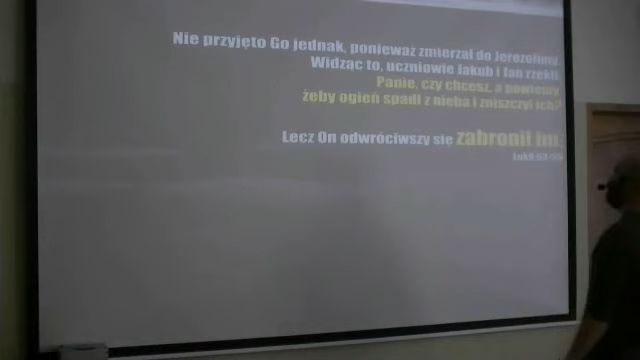 Nie przyjęto Go jednak, ponieważ zmierzał do Jerozolimy.
Widząc to, uczniowie Jakub i Jan rzekli
Panie, czy chcesz, a powiemy
żeby ogień spadł z nieba i zniszczył ich?
Lecz On odwróciwszy się zabronił im